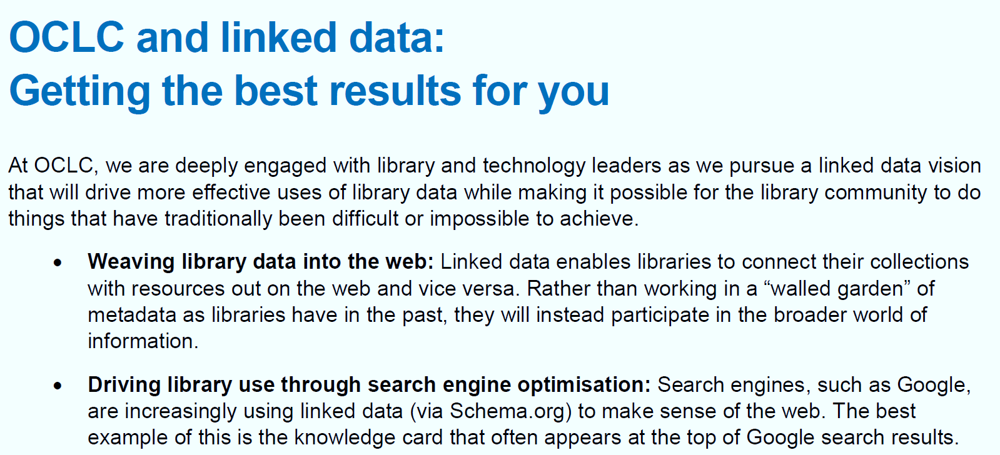 OCLC and linked data:
Getting the best results for you
At OCLC, we are deeply engaged with library and technology leaders as we pursue a linked data vision
that will drive more effective uses of library data while making it possible for the library community to do
things that have traditionally been difficult or impossible to achieve.
• Weaving library data into the web: Linked data enables libraries to connect their collections
with resources out on the web and vice versa. Rather than working in a “walled garden” of
metadata as libraries have in the past, they will instead participate in the broader world of
information.
• Driving library use through search engine optimisation: Search engines, such as Google,
are increasingly using linked data (via Schema.org) to make sense of the web. The best
example of this is the knowledge card that often appears at the top of Google search results.